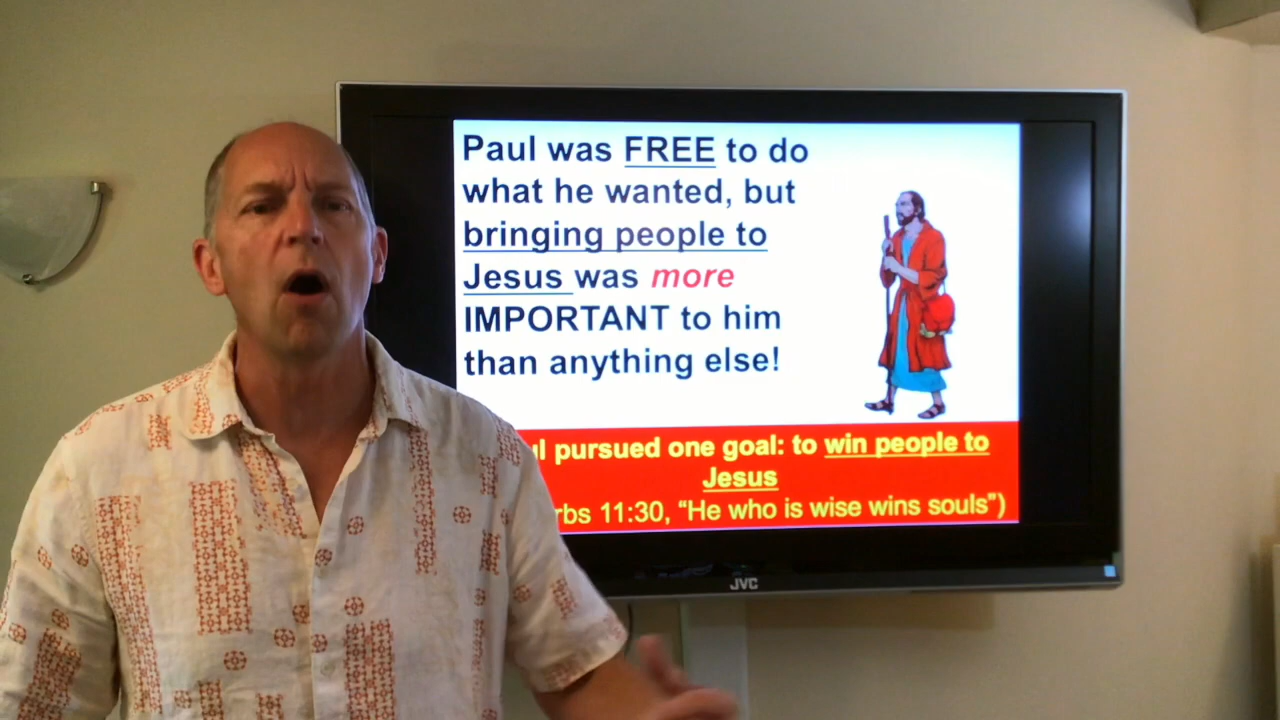 Paul was FREE to do
what he wanted, but
bringing people to
Jesus was more
IMPORTANT to him
than anything else!
pursued one goal: to win people to
Jesus
11:30, “He who is wise wins souls”)
JVC